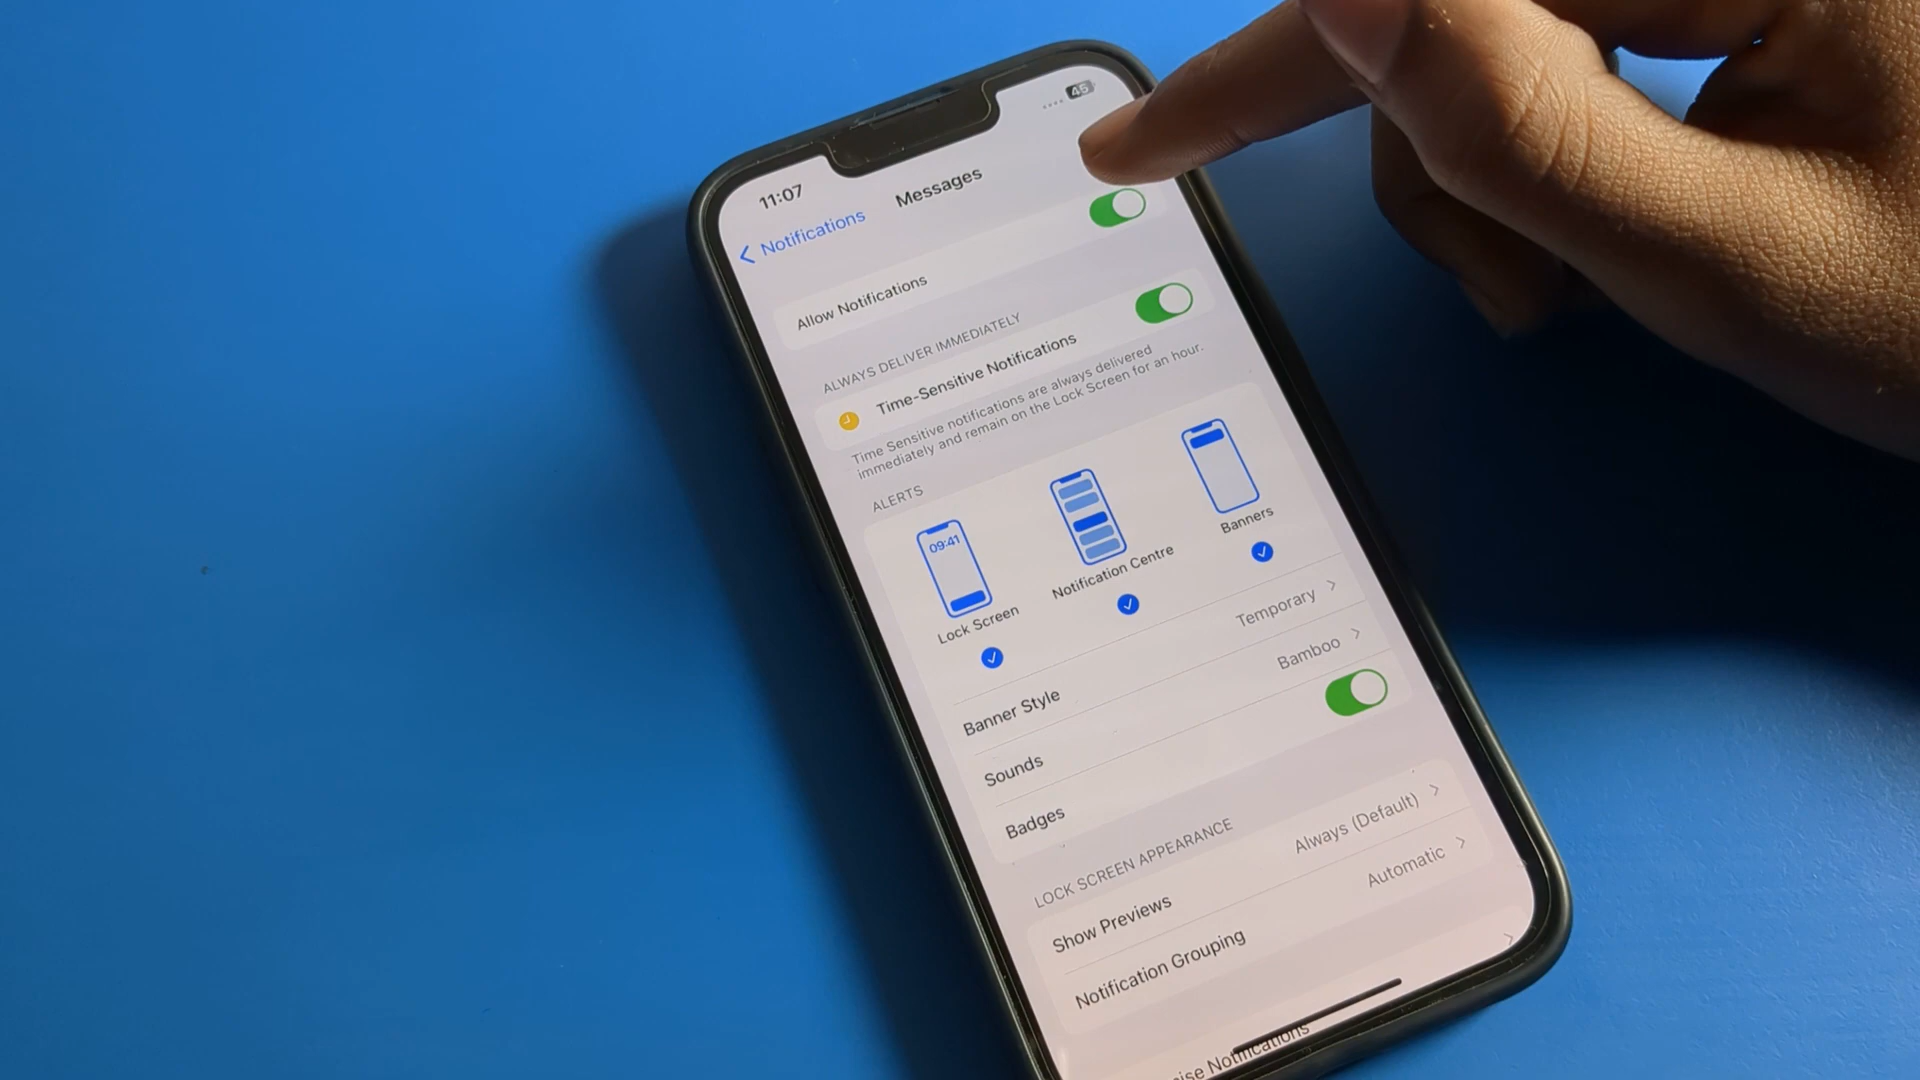 11:07
45
Notifications
Messages
Allow Notifications
ALWAYS DELIVER IMMEDIATELY
Time-Sensitive Notifications
Time Sensitive notifications are always delivered
immediately and remain on the Lock Screen for an hour.
ALERTS
09:41
Lock Screen
Notification Centre
Banners
Banner Style
Temporary
Sounds
Bamboo
Badges
LOCK SCREEN APPEARANCE
Show Previews
Always (Default)
Notification Grouping
Automatic
Notifications